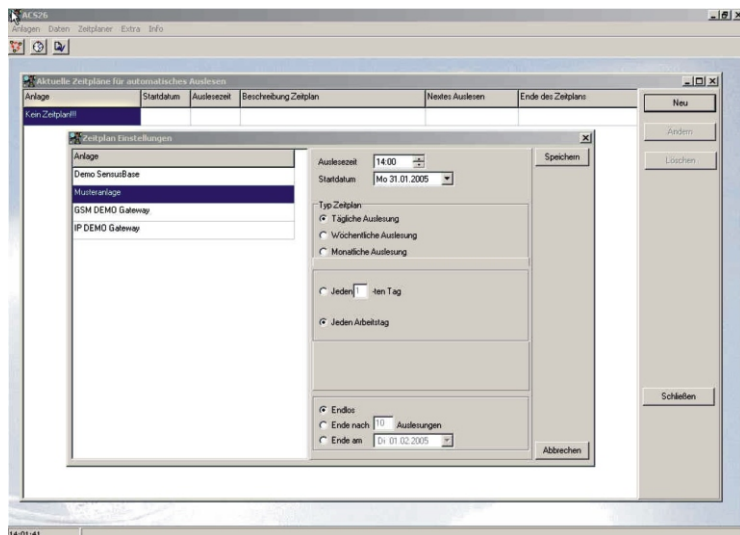 ACS26
Anlagen Daten Zeitplaner Extra Info
Aktuelle Zeitpläne für automatisches Auslesen
Anlage Startdatum Auslesezeit Beschreibung Zeitplan Nextes Auslesen Ende des Zeitplans
Kein Zeitplan!!!
Neu
Ändern
Löschen
Schließen
Zeitplan Einstellungen
Anlage
Demo SensusBase
Musteranlage
GSM DEMO Gateway
IP DEMO Gateway
Auslesezeit 14:00
Startdatum Mo 31.01.2005
Typ Zeitplan
Tägliche Auslesung
Wöchentliche Auslesung
Monatliche Auslesung
Jeden 1 -ten Tag
Jeden Arbeitstag
Endlos
Ende nach 10 Auslesungen
Ende am Di 01.02.2005
Speichern
Abbrechen
14:01:41